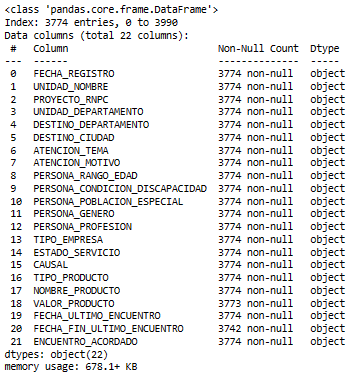 <class 'pandas.core.frame.DataFrame'>
Index: 3774 entries, 0 to 3990
Data columns (total 22 columns):
 #   Column                         Non-Null Count  Dtype
---  ------                         --------------  -----
 0   FECHA_REGISTRO                 3774 non-null   object
 1   UNIDAD_NOMBRE                  3774 non-null   object
 2   PROYECTO_RNPC                  3774 non-null   object
 3   UNIDAD_DEPARTAMENTO            3774 non-null   object
 4   DESTINO_DEPARTAMENTO           3774 non-null   object
 5   DESTINO_CIUDAD                 3774 non-null   object
 6   ATENCION_TEMA                  3774 non-null   object
 7   ATENCION_MOTIVO                3774 non-null   object
 8   PERSONA_RANGO_EDAD             3774 non-null   object
 9   PERSONA_CONDICION_DISCAPACIDAD 3774 non-null   object
 10  PERSONA_POBLACION_ESPECIAL     3774 non-null   object
 11  PERSONA_GENERO                 3774 non-null   object
 12  PERSONA_PROFESION              3774 non-null   object
 13  TIPO_EMPRESA                   3774 non-null   object
 14  ESTADO_SERVICIO                3774 non-null   object
 15  CAUSAL                         3774 non-null   object
 16  TIPO_PRODUCTO                  3774 non-null   object
 17  NOMBRE_PRODUCTO                3774 non-null   object
 18  VALOR_PRODUCTO                 3773 non-null   object
 19  FECHA_ULTIMO_ENCUENTRO         3774 non-null   object
 20  FECHA_FIN_ULTIMO_ENCUENTRO     3742 non-null   object
 21  ENCUENTRO_ACORDADO             3774 non-null   object
dtypes: object(22)
memory usage: 678.1+ KB